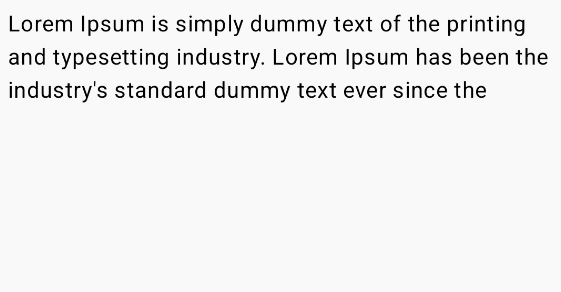 Lorem Ipsum is simply dummy text of the printing
and typesetting industry. Lorem Ipsum has been the
industry's standard dummy text ever since the